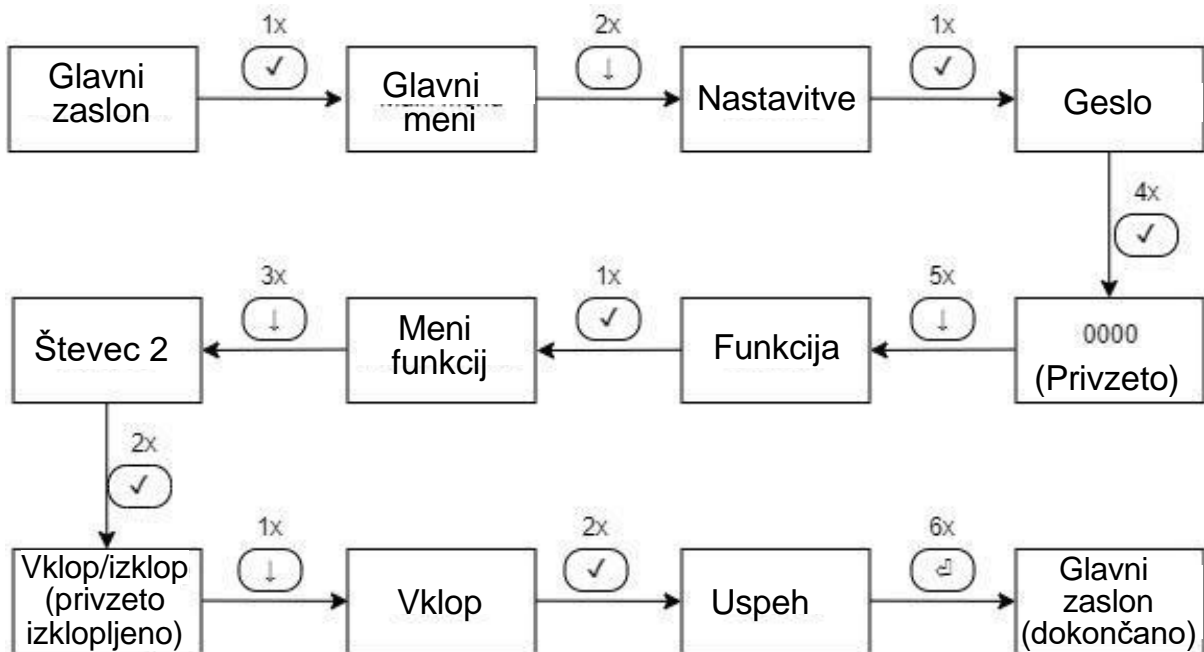 1x
2x
1x
Glavni
zaslon
Glavni
meni
Nastavitve
Geslo
4x
3x
1x
5x
Števec 2
Meni
funkcij
Funkcija
0000
(Privzeto)
2x
1x
2x
6x
Vklop/izklop
(privzeto
izklopljeno)
Vklop
Uspeh
Glavni
zaslon
(dokončano)